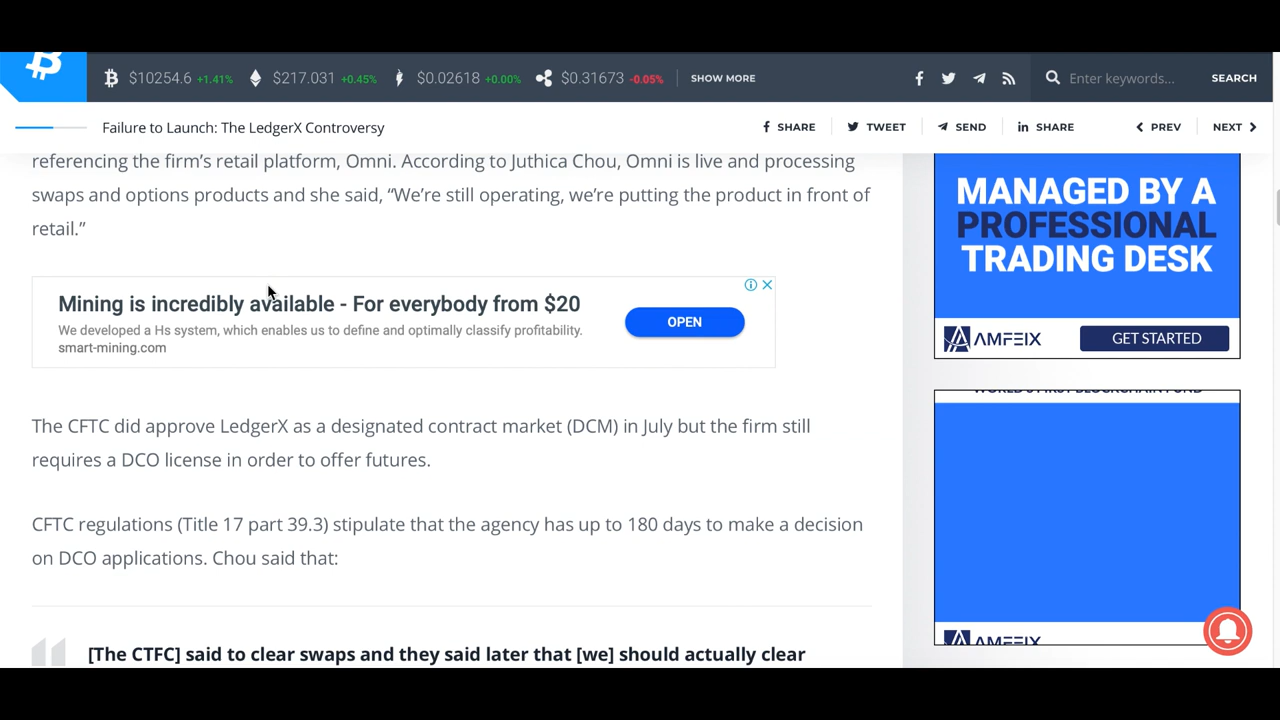 $10254.6 +1.41% $217.031 +0.45% $0.02618 +0.00% $0.31673 -0.05% SHOW MORE Enter keywords... SEARCH
Failure to Launch: The LedgerX Controversy SHARE TWEET SEND SHARE PREV NEXT
referencing the firm’s retail platform, Omni. According to Juthica Chou, Omni is live and processing
swaps and options products and she said, “We’re still operating, we’re putting the product in front of
retail.”
Mining is incredibly available - For everybody from $20
We developed a Hs system, which enables us to define and optimally classify profitability.
smart-mining.com
OPEN
The CFTC did approve LedgerX as a designated contract market (DCM) in July but the firm still
requires a DCO license in order to offer futures.
CFTC regulations (Title 17 part 39.3) stipulate that the agency has up to 180 days to make a decision
on DCO applications. Chou said that:
[The CTFC] said to clear swaps and they said later that [we] should actually clear
MANAGED BY A
PROFESSIONAL
TRADING DESK
AMFEIX GET STARTED
WORLD'S FIRST BLOCKCHAIN FUND
AMFEIX